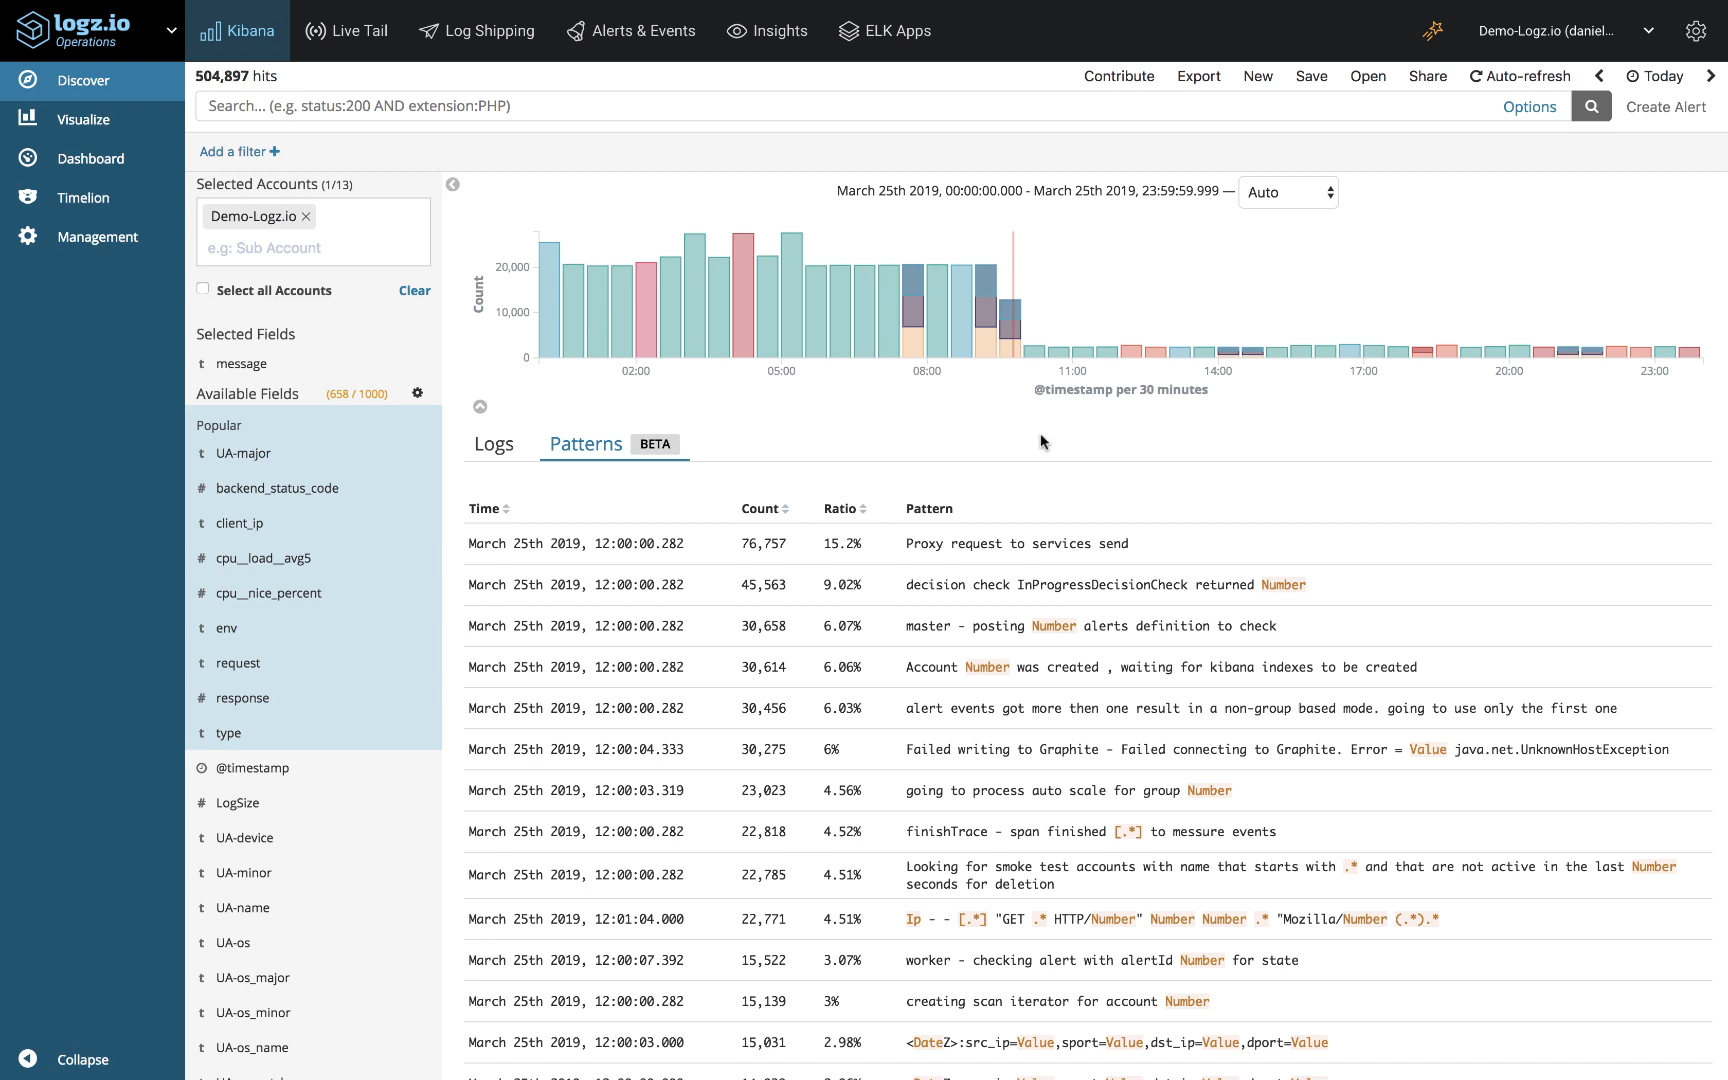 logz.io
Operations
Kibana
Live Tail
Log Shipping
Alerts & Events
Insights
ELK Apps
Demo-Logz.io (daniel...
Discover
Visualize
Dashboard
Timelion
Management
Collapse
504,897 hits
Contribute
Export
New
Save
Open
Share
Auto-refresh
Today
Search... (e.g. status:200 AND extension:PHP)
Options
Create Alert
Add a filter +
Selected Accounts (1/13)
Demo-Logz.io ×
e.g: Sub Account
Select all Accounts
Clear
Selected Fields
t message
Available Fields (658 / 1000)
Popular
t UA-major
# backend_status_code
t client_ip
# cpu__load__avg5
# cpu__nice_percent
t env
t request
# response
t type
@timestamp
# LogSize
t UA-device
t UA-minor
t UA-name
t UA-os
t UA-os_major
t UA-os_minor
t UA-os_name
March 25th 2019, 00:00:00.000 - March 25th 2019, 23:59:59.999 —
Auto
Count
20,000
10,000
0
02:00
05:00
08:00
11:00
14:00
17:00
20:00
23:00
@timestamp per 30 minutes
Logs
Patterns BETA
Time Count Ratio Pattern
March 25th 2019, 12:00:00.282 76,757 15.2% Proxy request to services send
March 25th 2019, 12:00:00.282 45,563 9.02% decision check InProgressDecisionCheck returned Number
March 25th 2019, 12:00:00.282 30,658 6.07% master - posting Number alerts definition to check
March 25th 2019, 12:00:00.282 30,614 6.06% Account Number was created , waiting for kibana indexes to be created
March 25th 2019, 12:00:00.282 30,456 6.03% alert events got more then one result in a non-group based mode. going to use only the first one
March 25th 2019, 12:00:04.333 30,275 6% Failed writing to Graphite - Failed connecting to Graphite. Error = Value java.net.UnknownHostException
March 25th 2019, 12:00:03.319 23,023 4.56% going to process auto scale for group Number
March 25th 2019, 12:00:00.282 22,818 4.52% finishTrace - span finished [.*] to messure events
March 25th 2019, 12:00:00.282 22,785 4.51% Looking for smoke test accounts with name that starts with .* and that are not active in the last Number
seconds for deletion
March 25th 2019, 12:01:04.000 22,771 4.51% Ip - - [.*] "GET .* HTTP/Number" Number Number .* "Mozilla/Number (.*).*
March 25th 2019, 12:00:07.392 15,522 3.07% worker - checking alert with alertId Number for state
March 25th 2019, 12:00:00.282 15,139 3% creating scan iterator for account Number
March 25th 2019, 12:00:03.000 15,031 2.98% <DateZ>:src_ip=Value,sport=Value,dst_ip=Value,dport=Value